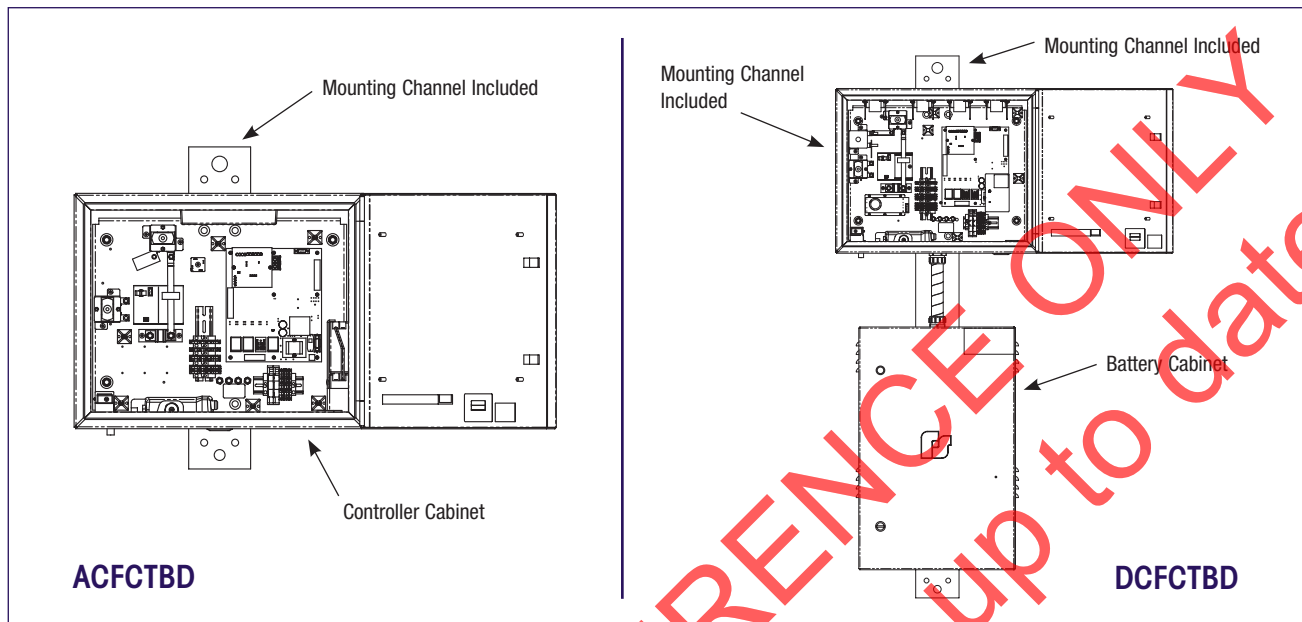 Mounting Channel Included
Controller Cabinet
ACFCTBD
Mounting Channel Included
Mounting Channel
Included
Battery Cabinet
DCFCTBD
RENCE ONLY
up to date